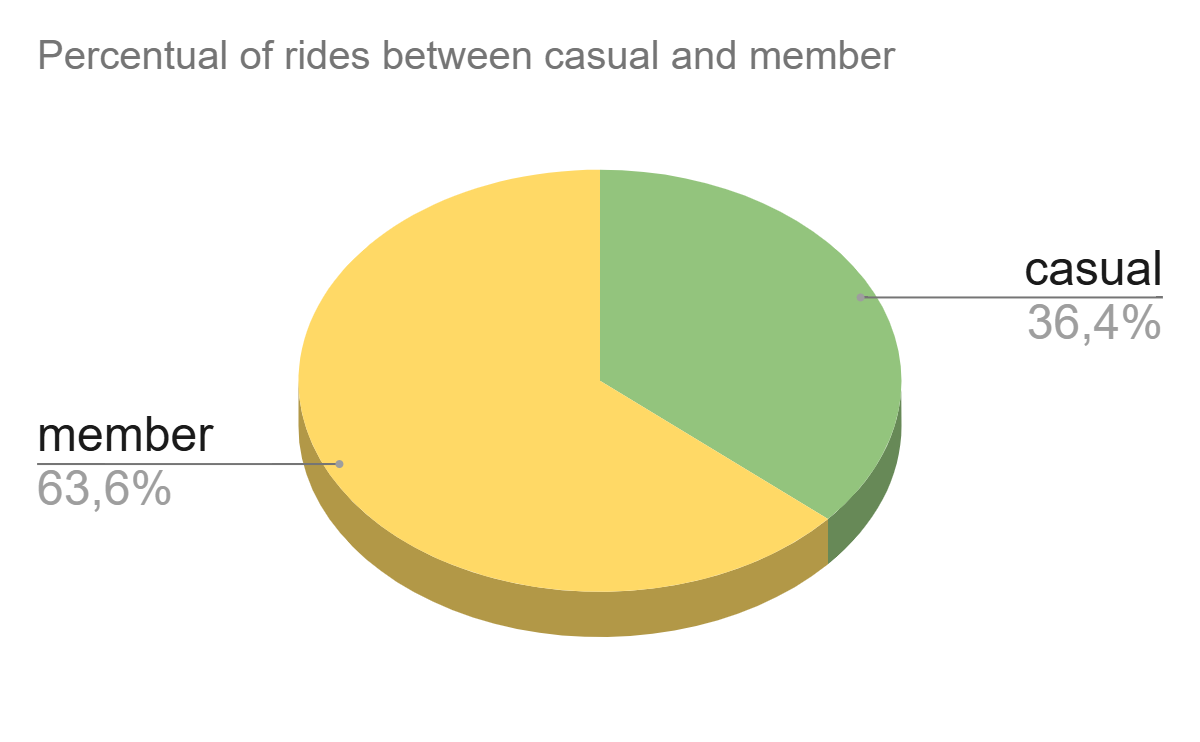 Percentual of rides between casual and member
casual
36,4%
member
63,6%